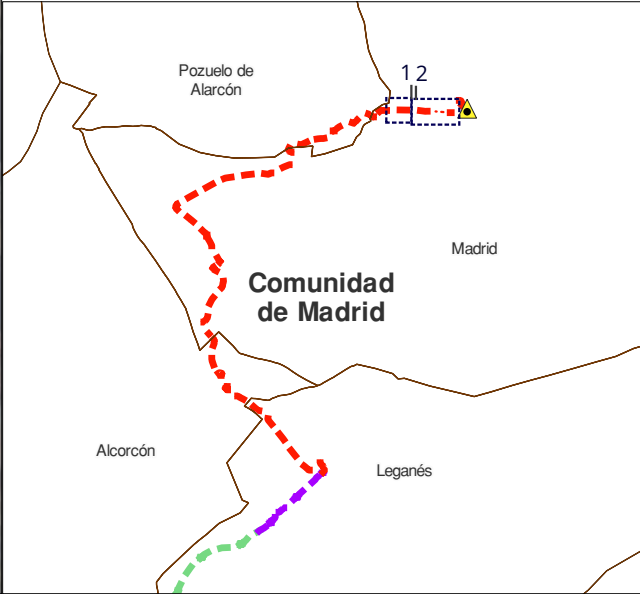 1 2
Pozuelo de
Alarcón
Madrid
Comunidad
de Madrid
Alcorcón
Leganés